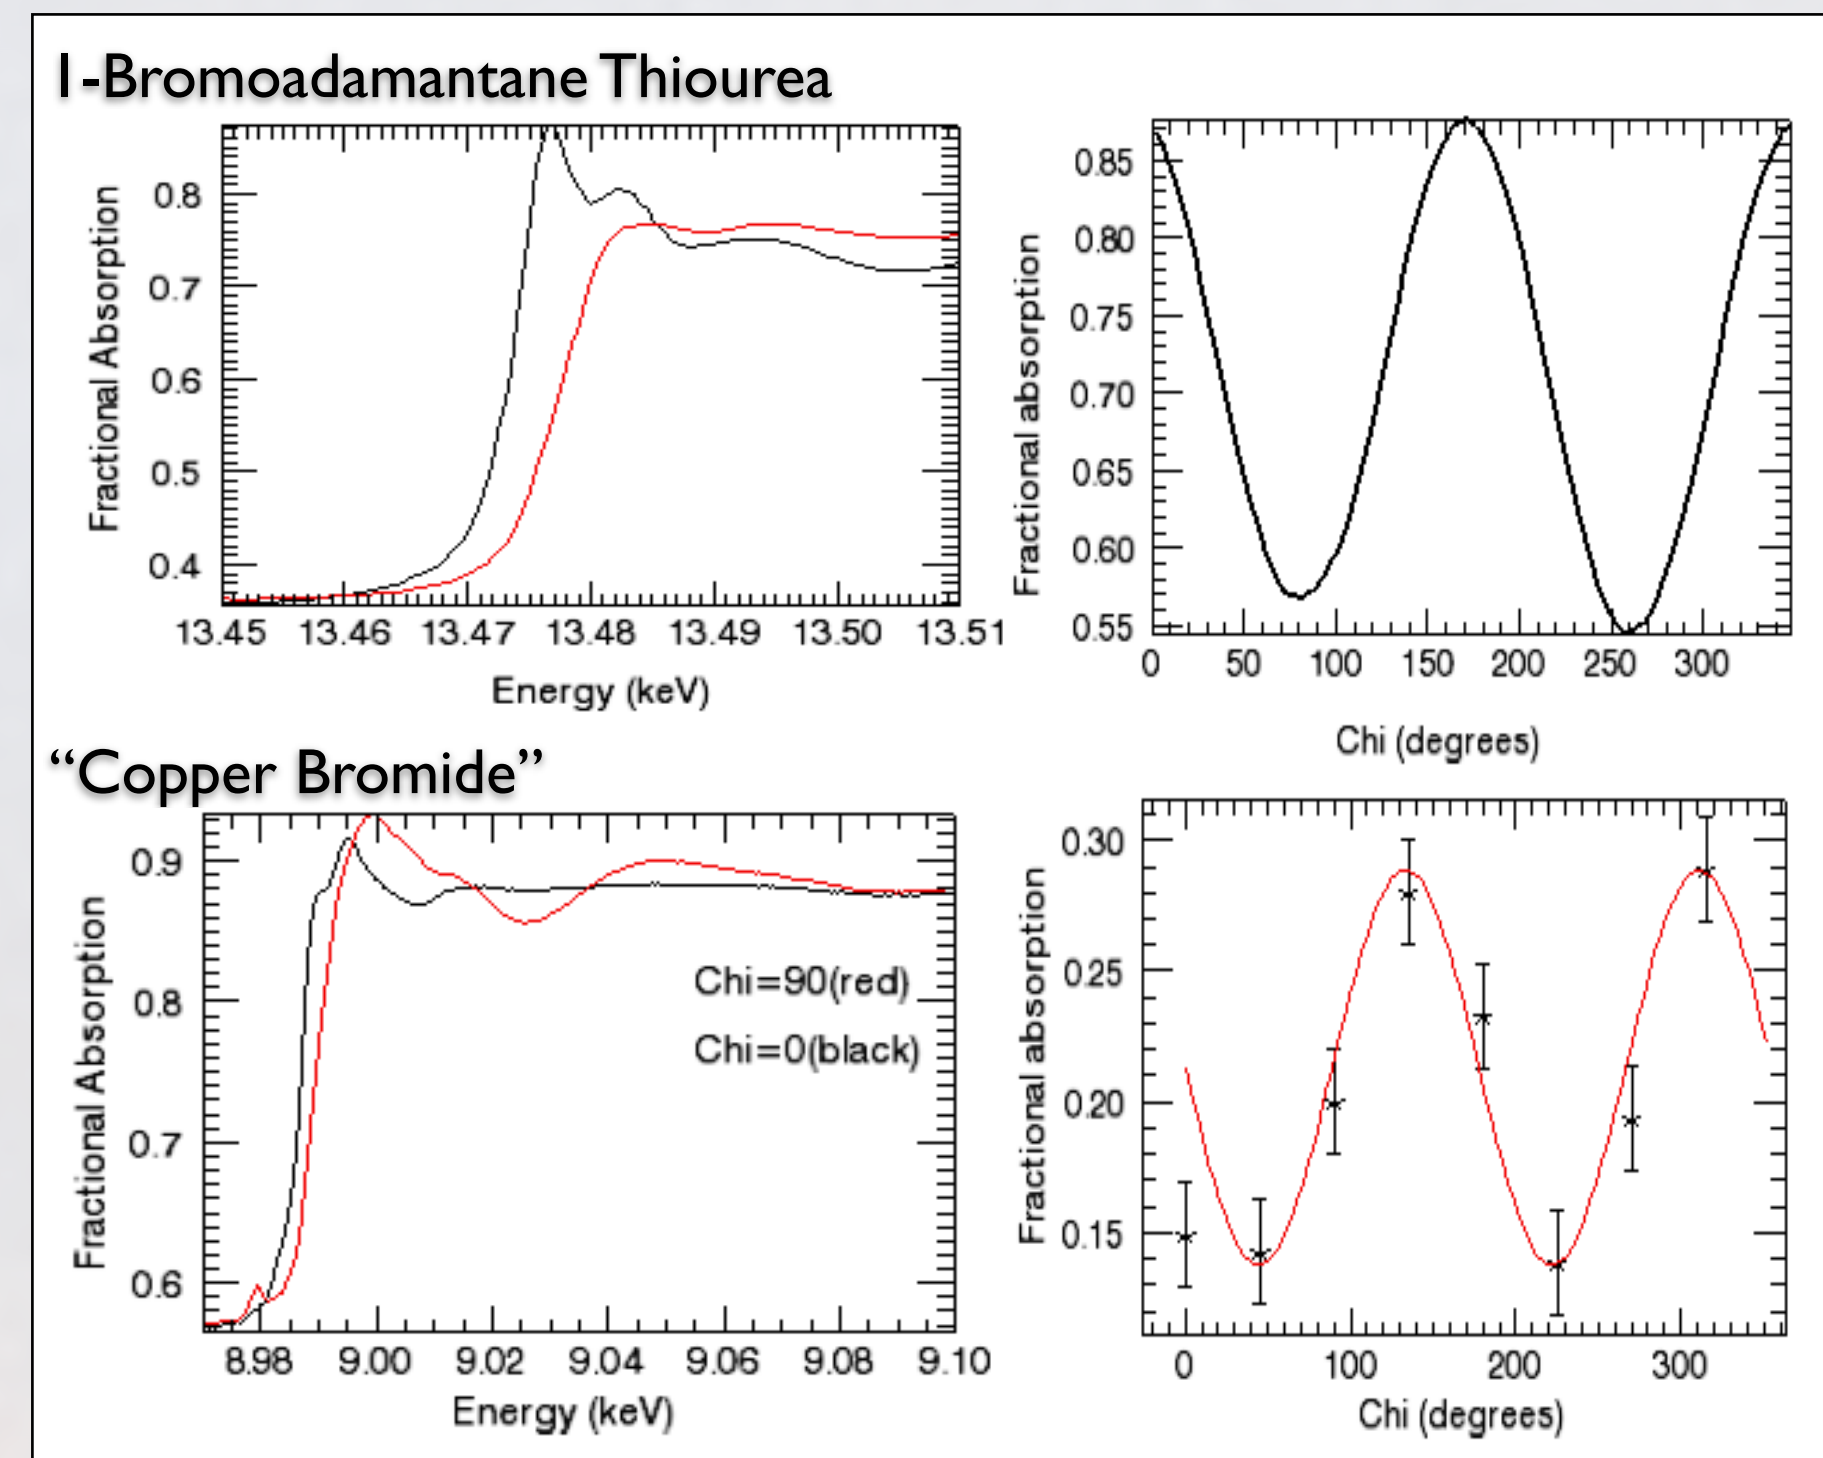 1-Bromoadamantane Thiourea
Fractional Absorption
0.8
0.7
0.6
0.5
0.4
13.45 13.46 13.47 13.48 13.49 13.50 13.51
Energy (keV)
Fractional absorption
0.85
0.80
0.75
0.70
0.65
0.60
0.55
0 50 100 150 200 250 300
Chi (degrees)
“Copper Bromide”
Fractional Absorption
0.9
0.8
0.7
0.6
Chi=90(red)
Chi=0(black)
8.98 9.00 9.02 9.04 9.06 9.08 9.10
Energy (keV)
Fractional absorption
0.30
0.25
0.20
0.15
0 100 200 300
Chi (degrees)